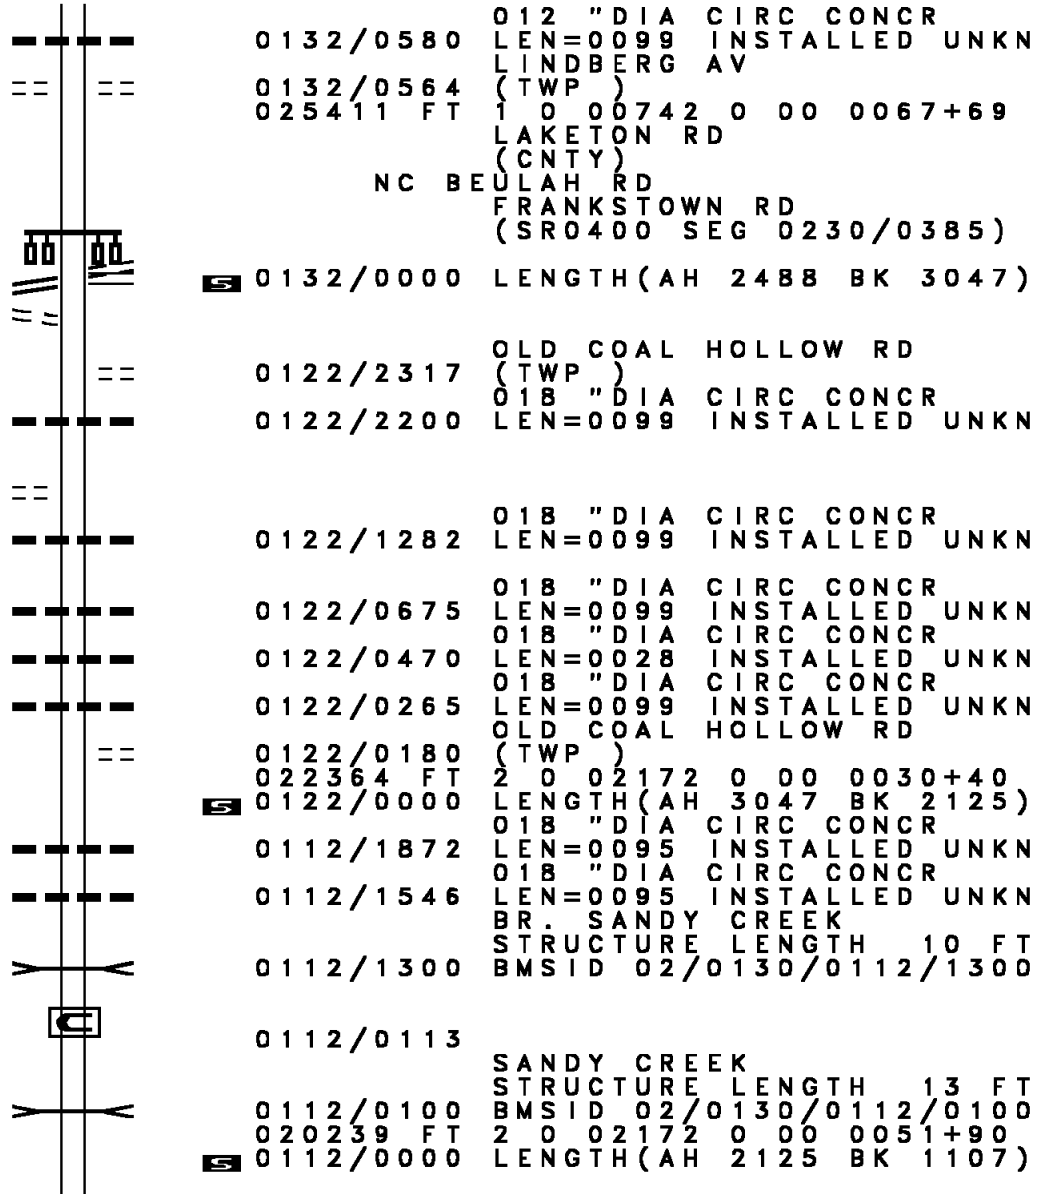 012 "DIA CIRC CONCR
0132/0580 LEN=0099 INSTALLED UNKN
LINDBERG AV
0132/0564 (TWP )
025411 FT 1 0 00742 0 00 0067+69
LAKETON RD
(CNTY)
NC BEULAH RD
FRANKSTOWN RD
(SR0400 SEG 0230/0385)
S 0132/0000 LENGTH(AH 2488 BK 3047)
OLD COAL HOLLOW RD
0122/2317 (TWP )
018 "DIA CIRC CONCR
0122/2200 LEN=0099 INSTALLED UNKN
018 "DIA CIRC CONCR
0122/1282 LEN=0099 INSTALLED UNKN
018 "DIA CIRC CONCR
0122/0675 LEN=0099 INSTALLED UNKN
018 "DIA CIRC CONCR
0122/0470 LEN=0028 INSTALLED UNKN
018 "DIA CIRC CONCR
0122/0265 LEN=0099 INSTALLED UNKN
OLD COAL HOLLOW RD
0122/0180 (TWP )
022364 FT 2 0 02172 0 00 0030+40
S 0122/0000 LENGTH(AH 3047 BK 2125)
018 "DIA CIRC CONCR
0112/1872 LEN=0095 INSTALLED UNKN
018 "DIA CIRC CONCR
0112/1546 LEN=0095 INSTALLED UNKN
BR. SANDY CREEK
STRUCTURE LENGTH 10 FT
0112/1300 BMSID 02/0130/0112/1300
C
0112/0113
SANDY CREEK
STRUCTURE LENGTH 13 FT
0112/0100 BMSID 02/0130/0112/0100
020239 FT 2 0 02172 0 00 0051+90
S 0112/0000 LENGTH(AH 2125 BK 1107)